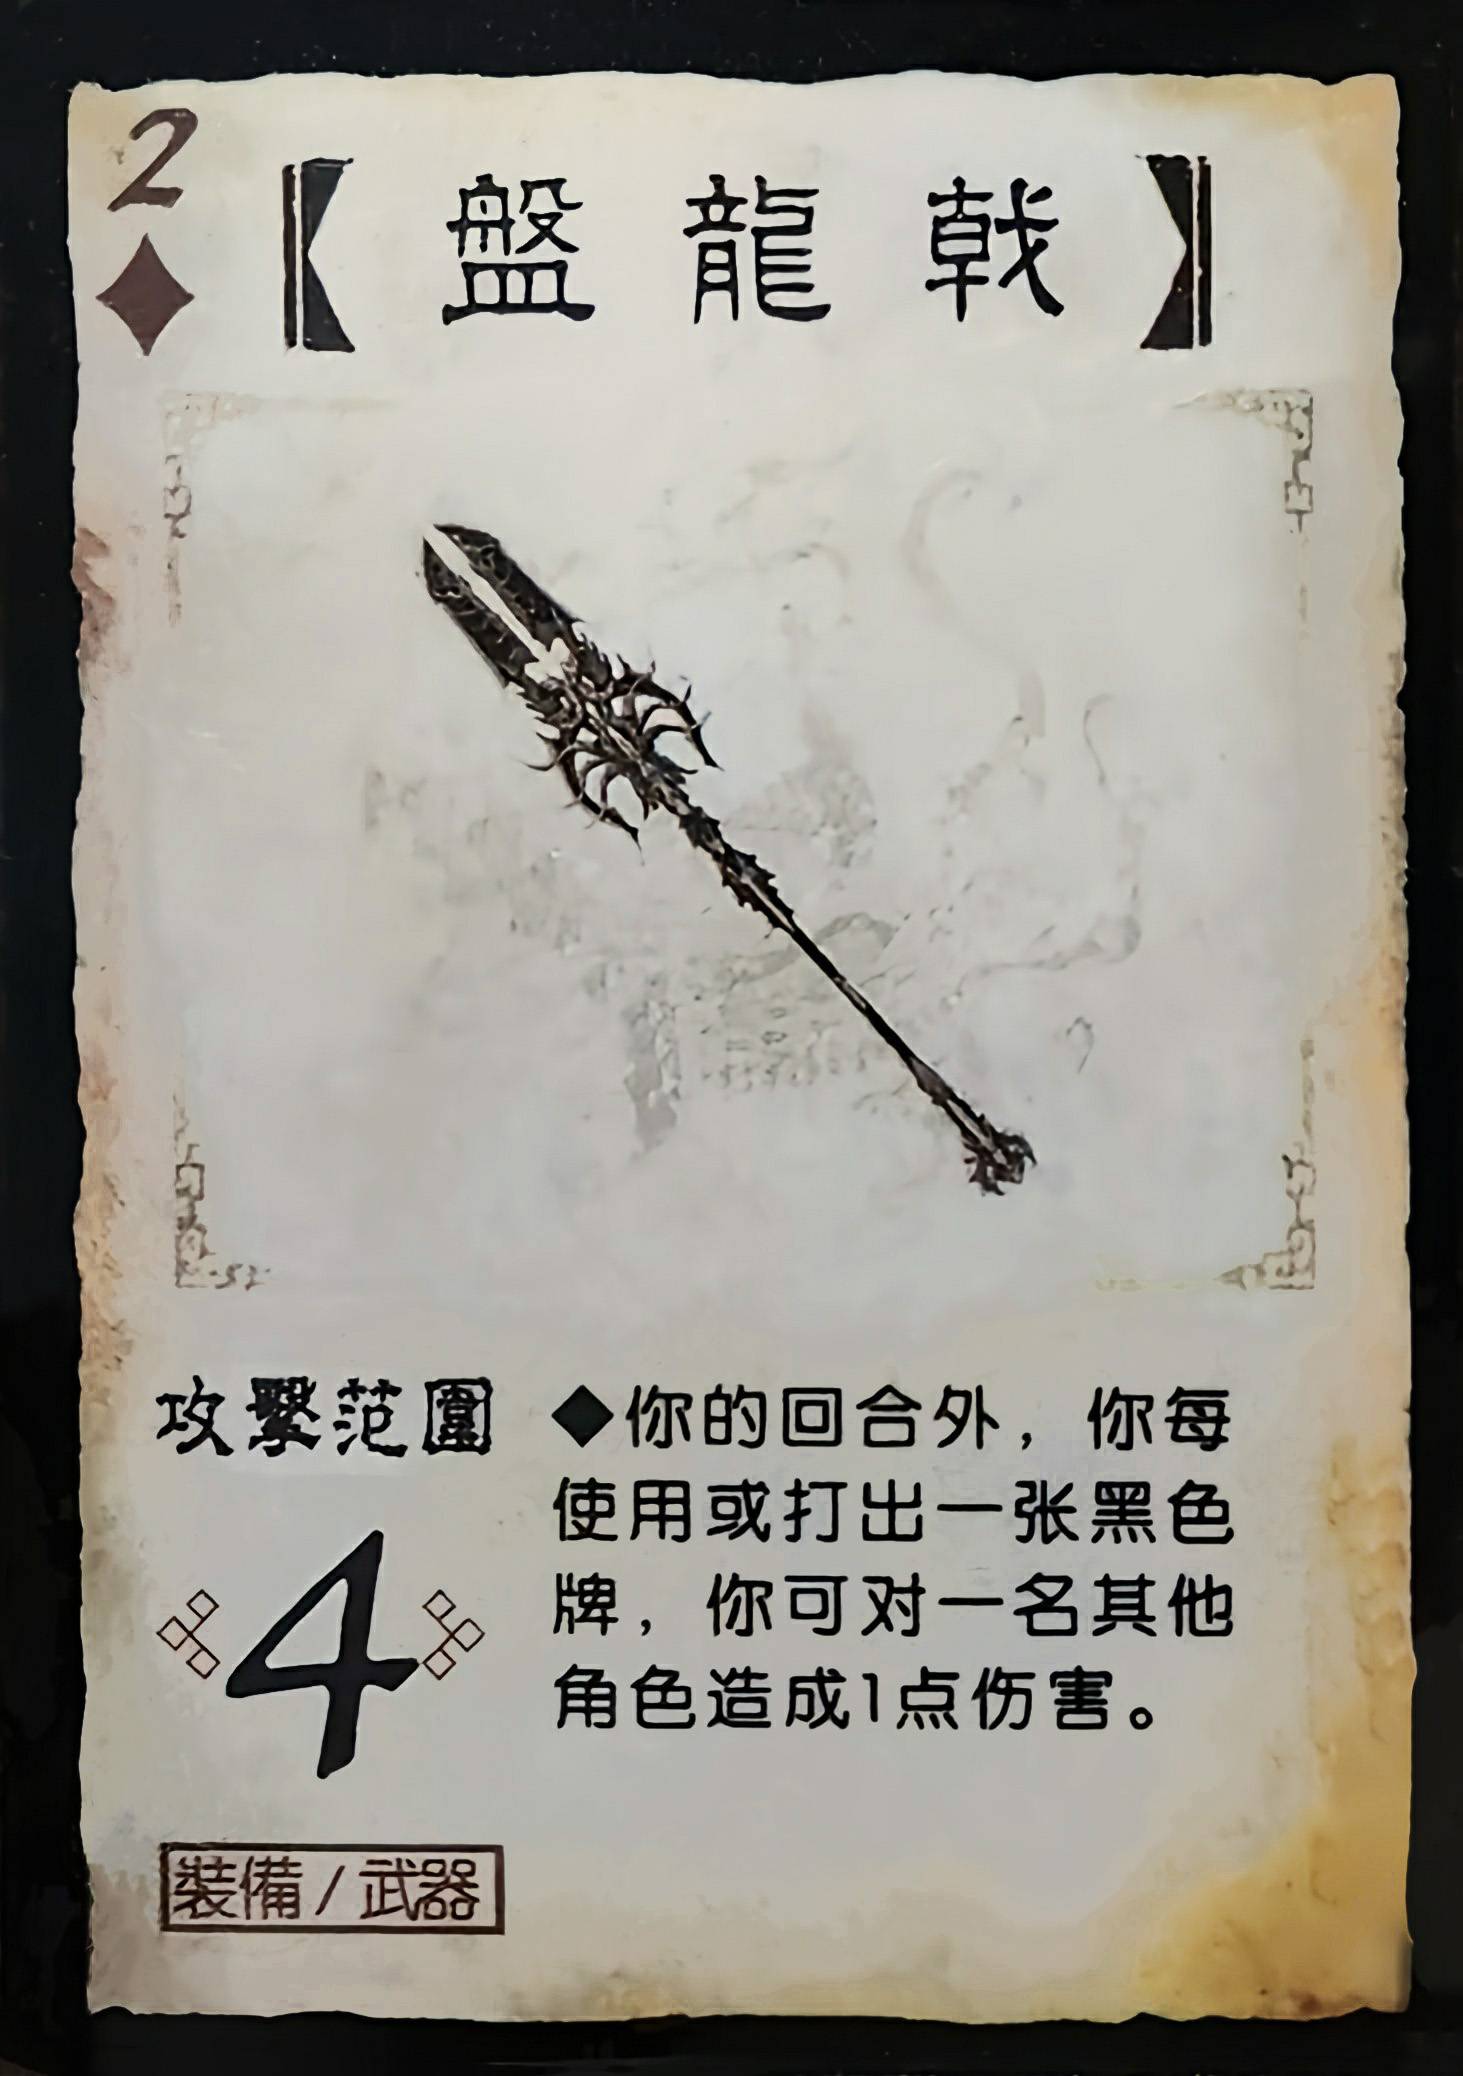 2
【盤龍戟】
攻擊范圍
4
◆你的回合外，你每
使用或打出一张黑色
牌，你可对一名其他
角色造成1点伤害。
裝備/武器